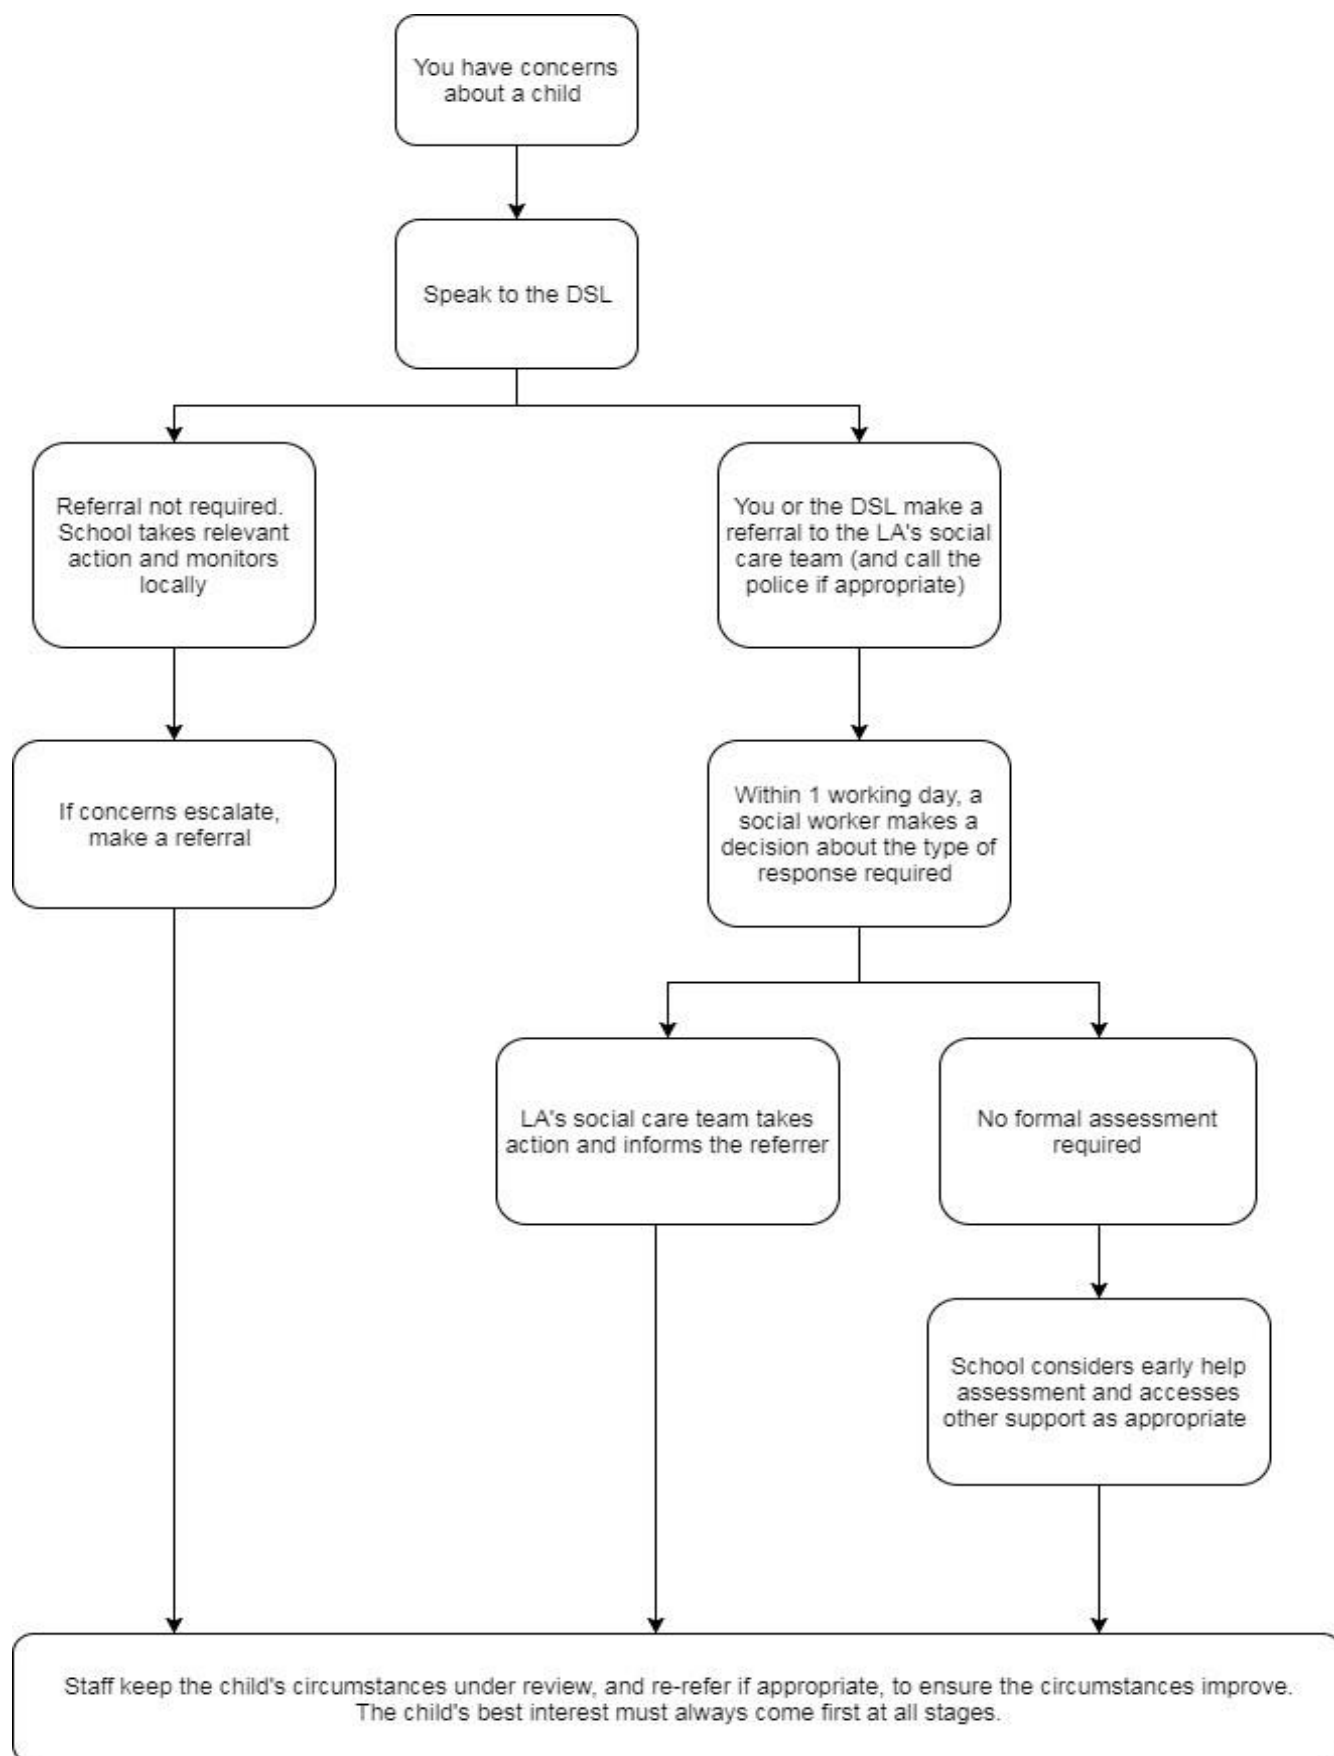 You have concerns
about a child
Speak to the DSL
Referral not required.
School takes relevant
action and monitors
locally
You or the DSL make a
referral to the LA's social
care team (and call the
police if appropriate)
If concerns escalate,
make a referral
Within 1 working day, a
social worker makes a
decision about the type of
response required
LA's social care team takes
action and informs the referrer
No formal assessment
required
School considers early help
assessment and accesses
other support as appropriate
Staff keep the child's circumstances under review, and re-refer if appropriate, to ensure the circumstances improve.
The child's best interest must always come first at all stages.